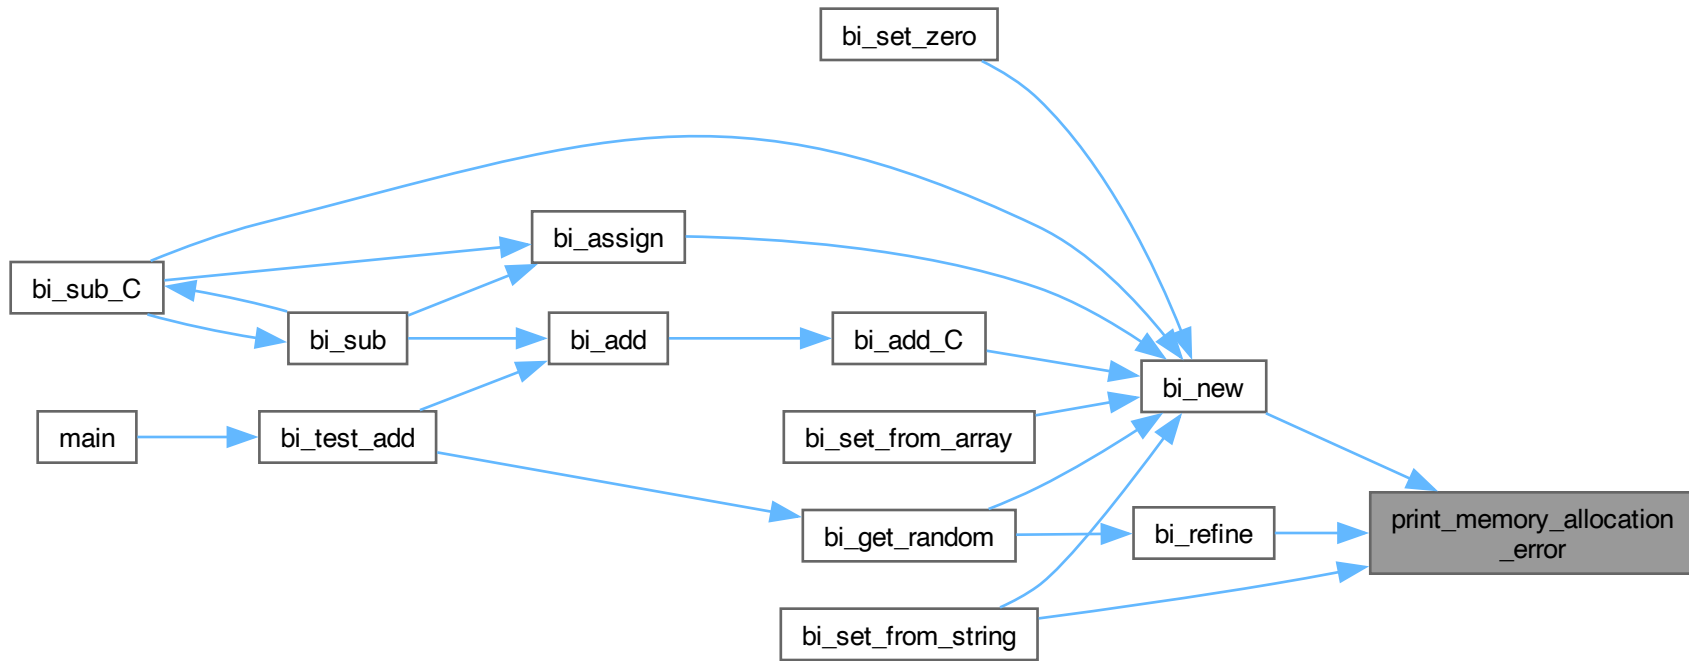 bi_set_zero
bi_assign
bi_sub_C
bi_sub
bi_add
bi_add_C
bi_new
main
bi_test_add
bi_set_from_array
bi_get_random
bi_refine
print_memory_allocation
_error
bi_set_from_string